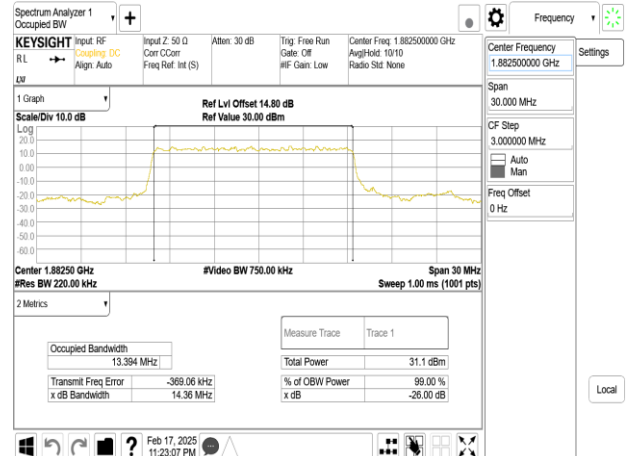 Spectrum Analyzer 1
Occupied BW
Frequency
KEYSIGHT
RL
LXI
Input: RF
Coupling: DC
Align: Auto
Input Z: 50 Ω
Corr CCorr
Freq Ref: Int (S)
Atten: 30 dB
Trig: Free Run
Gate: Off
#IF Gain: Low
Center Freq: 1.882500000 GHz
Avg|Hold: 10/10
Radio Std: None
Center Frequency
1.882500000 GHz
Settings
Span
30.000 MHz
CF Step
3.000000 MHz
Auto
Man
Freq Offset
0 Hz
Local
1 Graph
Scale/Div 10.0 dB
Ref Lvl Offset 14.80 dB
Ref Value 30.00 dBm
Log
20.0
10.0
0.00
-10.0
-20.0
-30.0
-40.0
-50.0
-60.0
Center 1.88250 GHz
#Video BW 750.00 kHz
Span 30 MHz
#Res BW 220.00 kHz
Sweep 1.00 ms (1001 pts)
2 Metrics
Measure Trace Trace 1
Occupied Bandwidth
13.394 MHz
Total Power 31.1 dBm
Transmit Freq Error -369.06 kHz
% of OBW Power 99.00 %
x dB Bandwidth 14.36 MHz
x dB -26.00 dB
?
Feb 17, 2025
11:23:07 PM